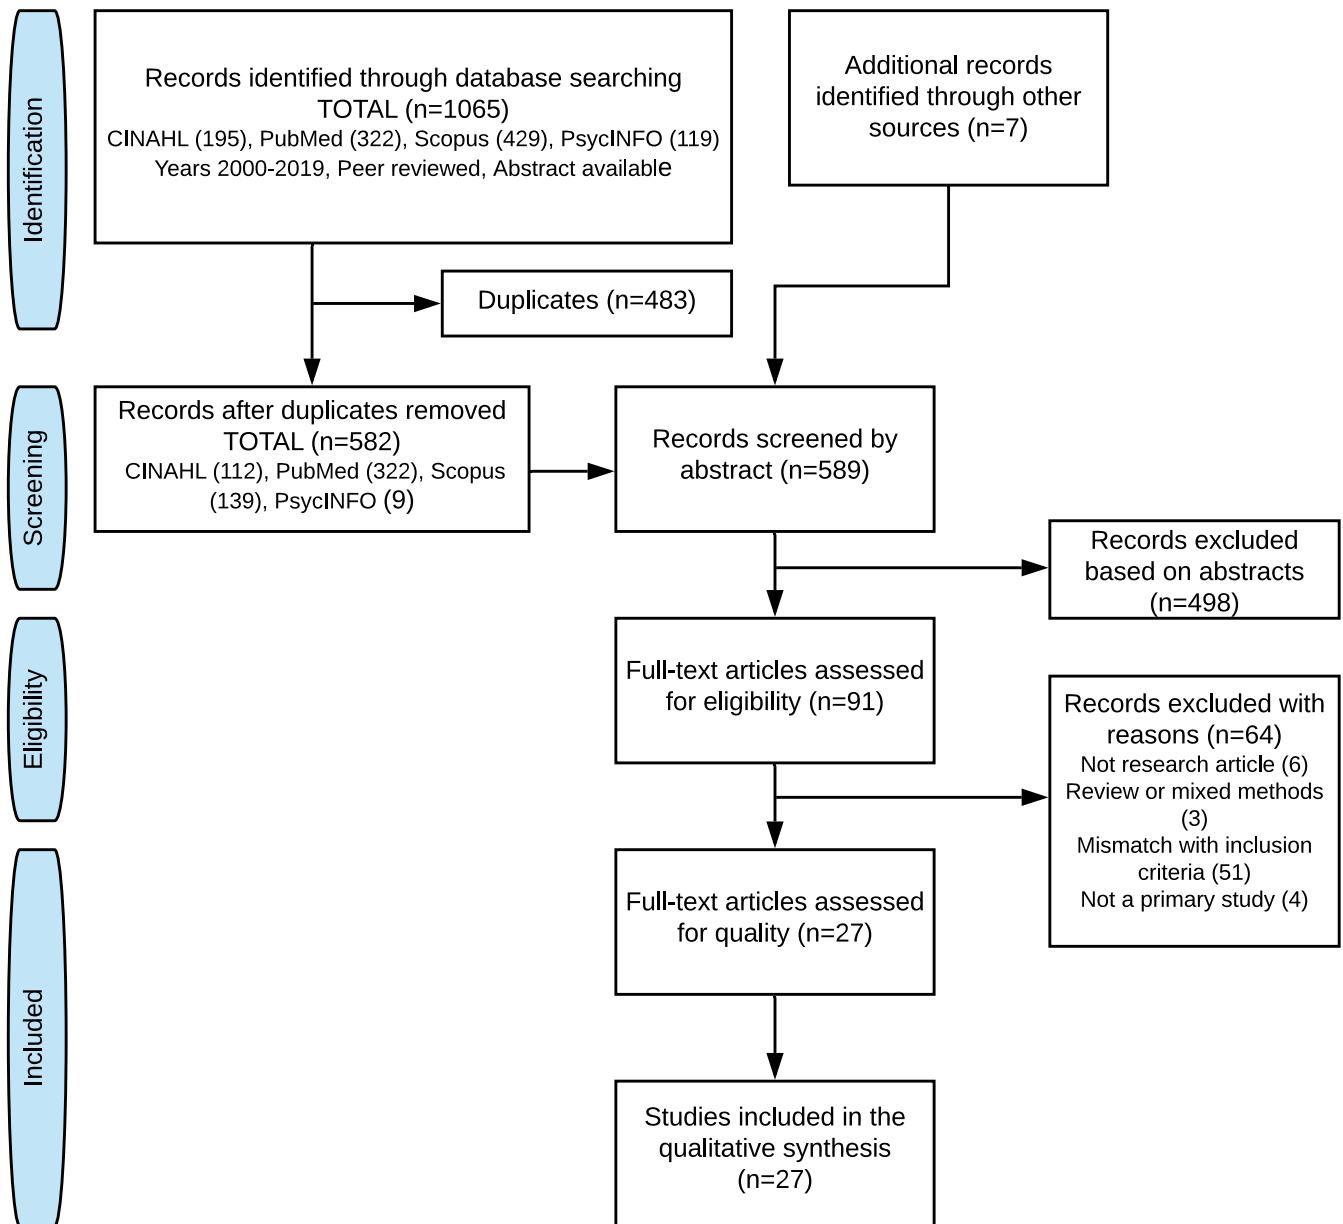 Identification
Records identified through database searching
TOTAL (n=1065)
CINAHL (195), PubMed (322), Scopus (429), PsycINFO (119)
Years 2000-2019, Peer reviewed, Abstract available
Additional records
identified through other
sources (n=7)
Duplicates (n=483)
Screening
Records after duplicates removed
TOTAL (n=582)
CINAHL (112), PubMed (322), Scopus
(139), PsycINFO (9)
Records screened by
abstract (n=589)
Records excluded
based on abstracts
(n=498)
Eligibility
Full-text articles assessed
for eligibility (n=91)
Records excluded with
reasons (n=64)
Not research article (6)
Review or mixed methods
(3)
Mismatch with inclusion
criteria (51)
Not a primary study (4)
Included
Full-text articles assessed
for quality (n=27)
Studies included in the
qualitative synthesis
(n=27)